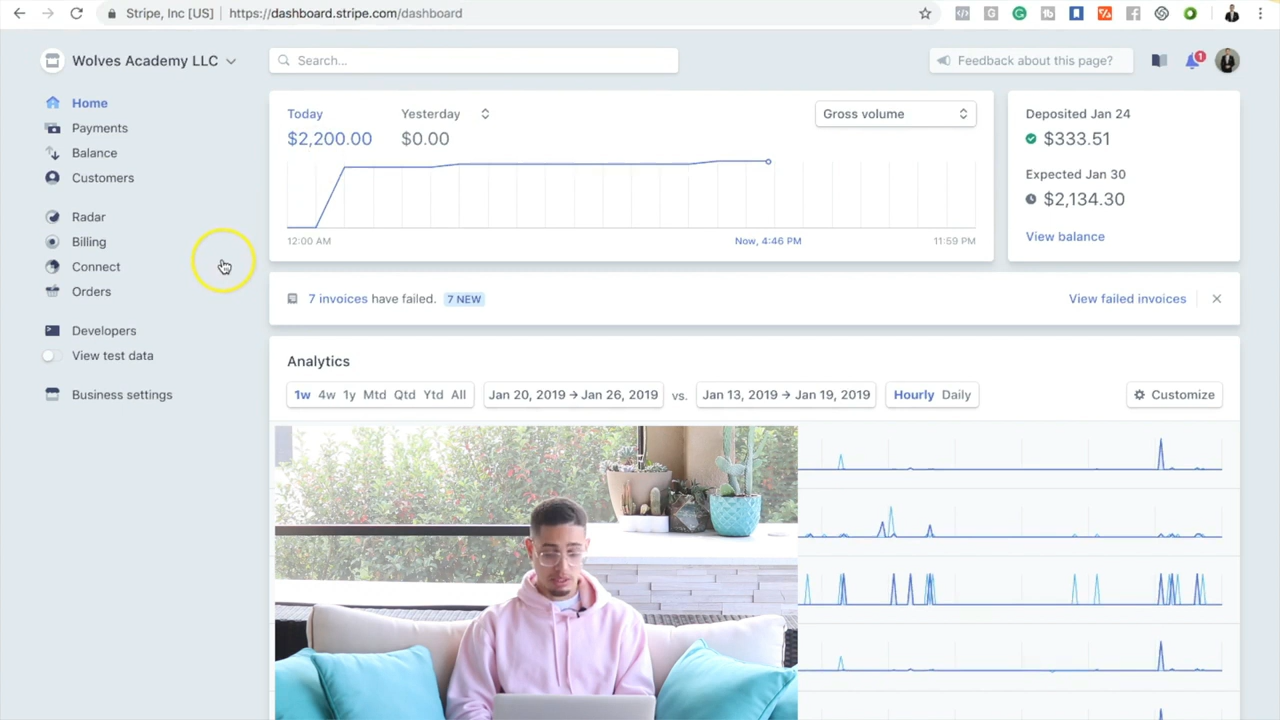 Stripe, Inc [US] | https://dashboard.stripe.com/dashboard
Wolves Academy LLC
Search...
Feedback about this page?
1
Home
Payments
Balance
Customers
Radar
Billing
Connect
Orders
Developers
View test data
Business settings
Today
Yesterday
Gross volume
$2,200.00
$0.00
12:00 AM
Now, 4:46 PM
11:59 PM
Deposited Jan 24
$333.51
Expected Jan 30
$2,134.30
View balance
7 invoices have failed. 7 NEW
View failed invoices
Analytics
1w 4w 1y Mtd Qtd Ytd All
Jan 20, 2019 → Jan 26, 2019 vs. Jan 13, 2019 → Jan 19, 2019
Hourly Daily
Customize